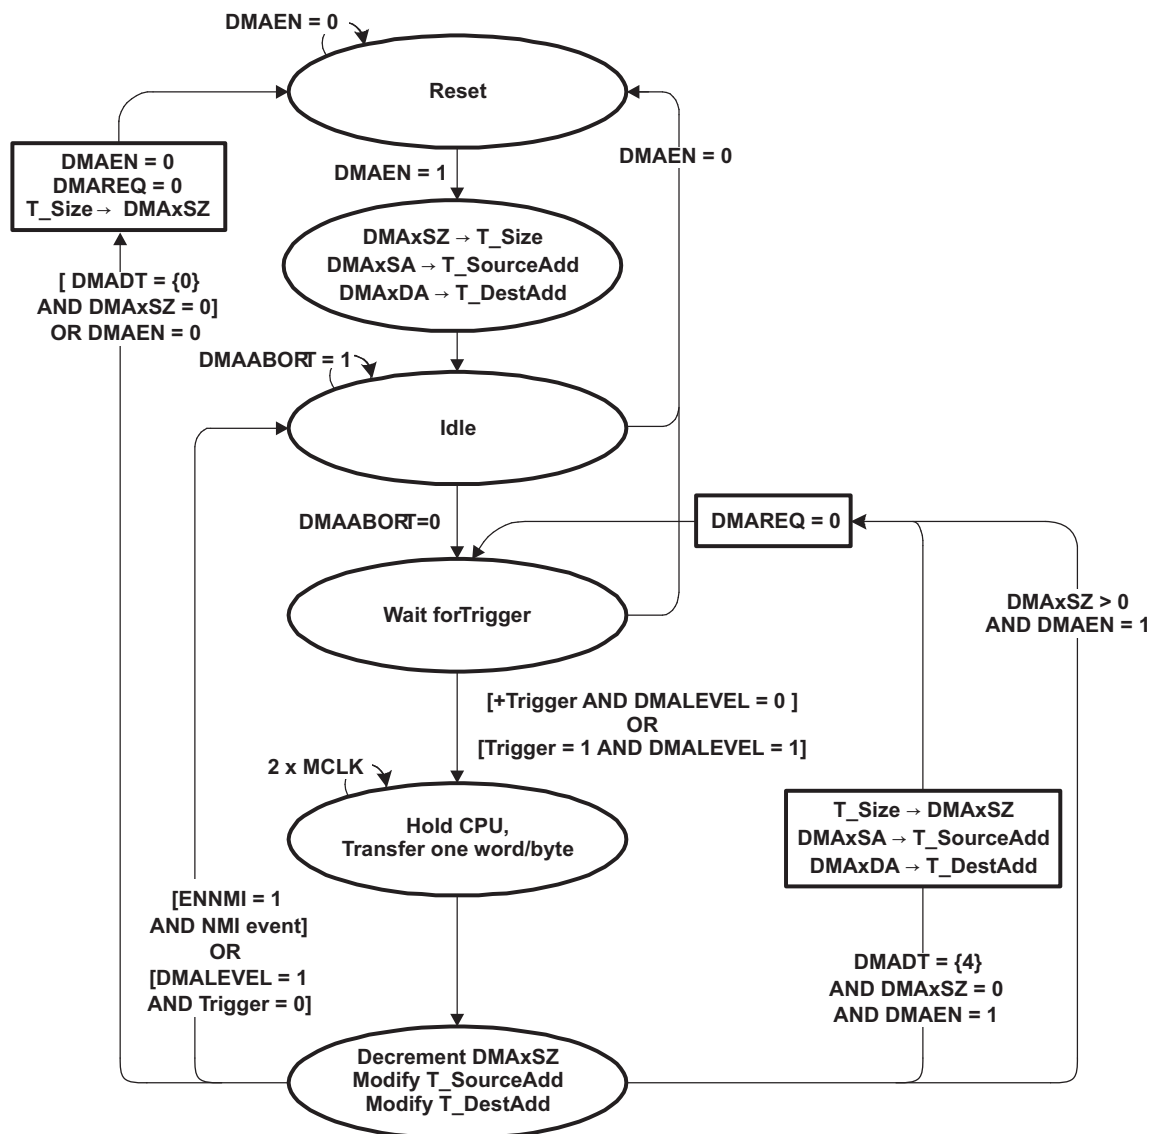 DMAEN = 0
Reset
DMAEN = 0
DMAREQ = 0
T_Size → DMAxSZ
DMAEN = 1
DMAEN = 0
DMAxSZ → T_Size
DMAxSA → T_SourceAdd
DMAxDA → T_DestAdd
[ DMADT = {0}
AND DMAxSZ = 0]
OR DMAEN = 0
DMAABORT = 1
Idle
DMAABORT=0
DMAREQ = 0
Wait forTrigger
DMAxSZ > 0
AND DMAEN = 1
[+Trigger AND DMALEVEL = 0 ]
OR
[Trigger = 1 AND DMALEVEL = 1]
2 x MCLK
Hold CPU,
Transfer one word/byte
T_Size → DMAxSZ
DMAxSA → T_SourceAdd
DMAxDA → T_DestAdd
[ENNMI = 1
AND NMI event]
OR
[DMALEVEL = 1
AND Trigger = 0]
DMADT = {4}
AND DMAxSZ = 0
AND DMAEN = 1
Decrement DMAxSZ
Modify T_SourceAdd
Modify T_DestAdd